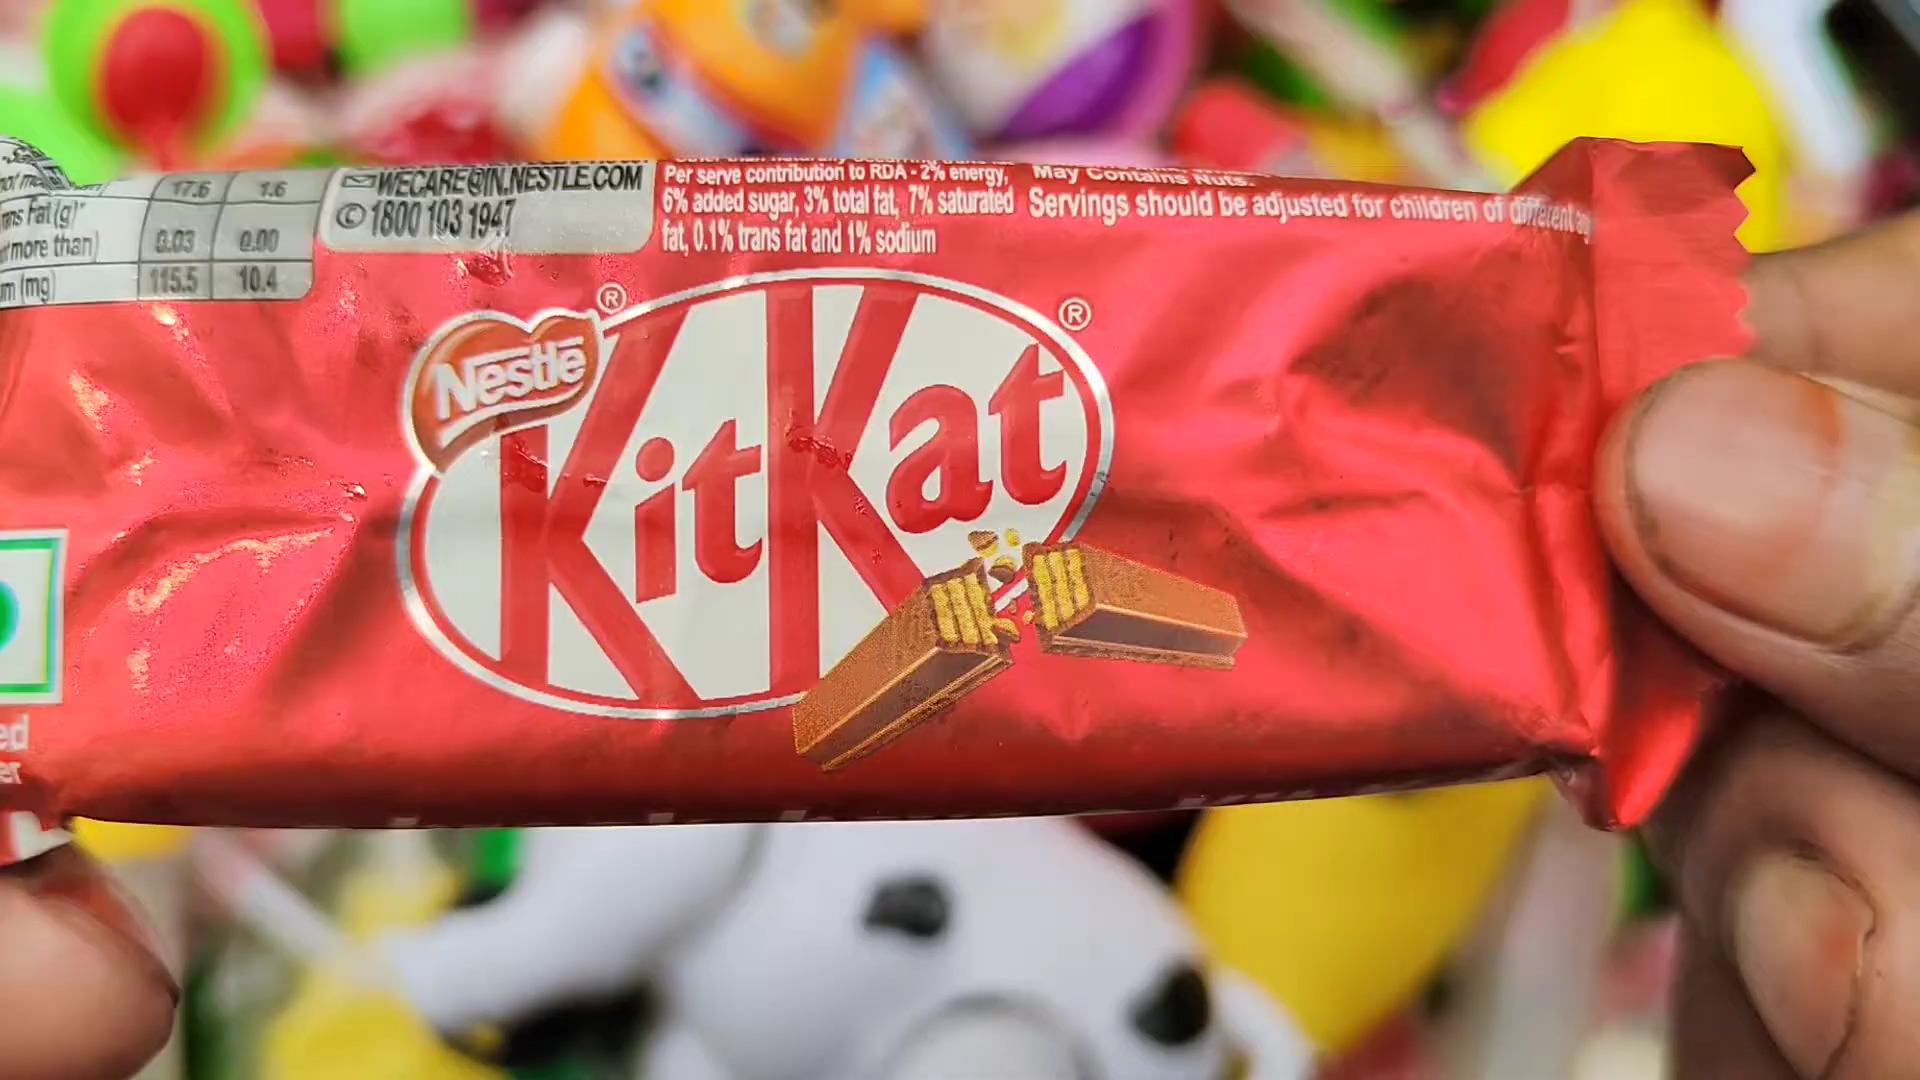 17.6 1.6
Fat (g)*
more than) 0.03 0.00
(mg) 115.5 10.4
WECARE@IN.NESTLE.COM
1800 103 1947
Per serve contribution to RDA - 2% energy,
6% added sugar, 3% total fat, 7% saturated
fat, 0.1% trans fat and 1% sodium
May Contains Nuts.
Servings should be adjusted for children of different
Nestlé ®
KitKat ®